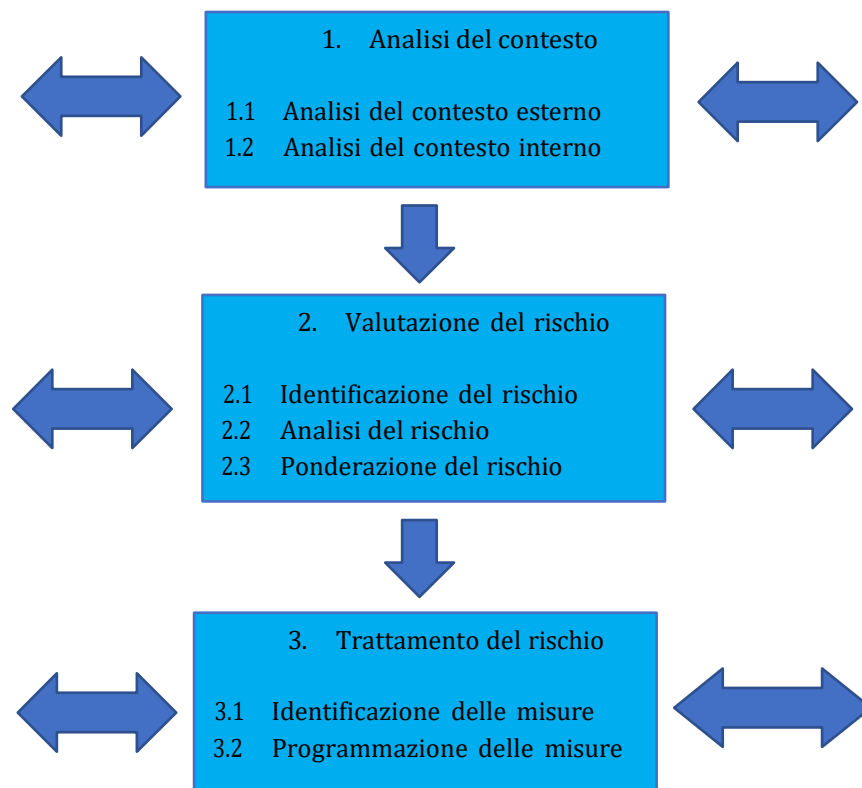 1. Analisi del contesto
1.1 Analisi del contesto esterno
1.2 Analisi del contesto interno
2. Valutazione del rischio
2.1 Identificazione del rischio
2.2 Analisi del rischio
2.3 Ponderazione del rischio
3. Trattamento del rischio
3.1 Identificazione delle misure
3.2 Programmazione delle misure